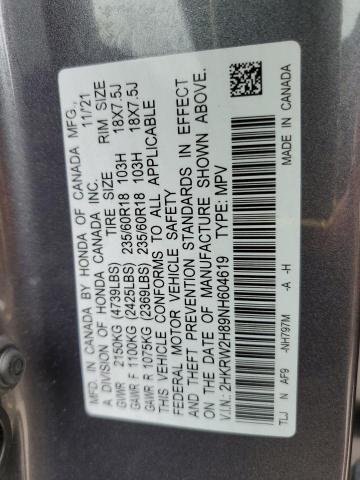 MFD. IN CANADA BY HONDA OF CANADA MFG.,
A DIVISION OF HONDA CANADA INC. 11/21
TIRE SIZE RIM SIZE
GVWR 2150KG (4739LBS)
GAWR F 1100KG (2425LBS) 235/60R18 103H 18X7.5J
GAWR R 1075KG (2369LBS) 235/60R18 103H 18X7.5J
THIS VEHICLE CONFORMS TO ALL APPLICABLE
FEDERAL MOTOR VEHICLE SAFETY
AND THEFT PREVENTION STANDARDS IN EFFECT
ON THE DATE OF MANUFACTURE SHOWN ABOVE.
V.I.N.: 2HKRW2H89NH604619 TYPE: MPV
TLJ N AF9 -NH797M -A -H MADE IN CANADA